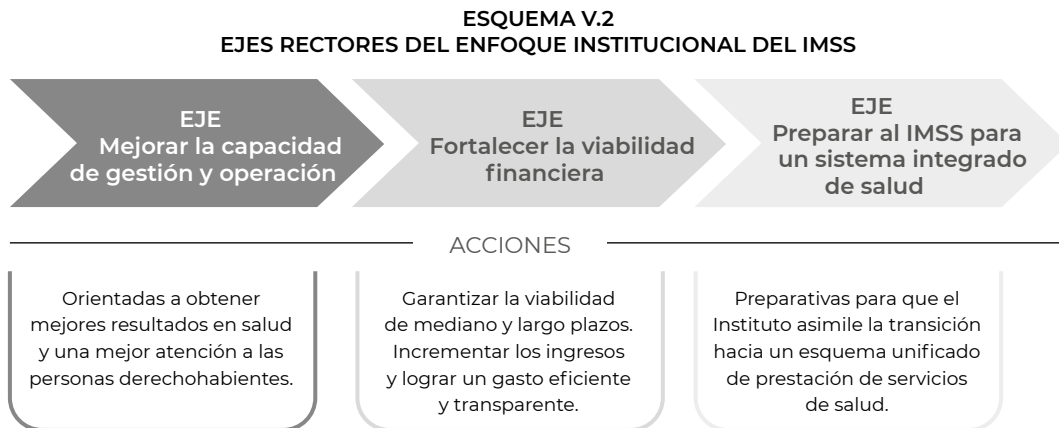 ESQUEMA V.2
EJES RECTORES DEL ENFOQUE INSTITUCIONAL DEL IMSS
EJE
Mejorar la capacidad
de gestión y operación
EJE
Fortalecer la viabilidad
financiera
EJE
Preparar al IMSS para
un sistema integrado
de salud
ACCIONES
Orientadas a obtener
mejores resultados en salud
y una mejor atención a las
personas derechohabientes.
Garantizar la viabilidad
de mediano y largo plazos.
Incrementar los ingresos
y lograr un gasto eficiente
y transparente.
Preparativas para que el
Instituto asimile la transición
hacia un esquema unificado
de prestación de servicios
de salud.